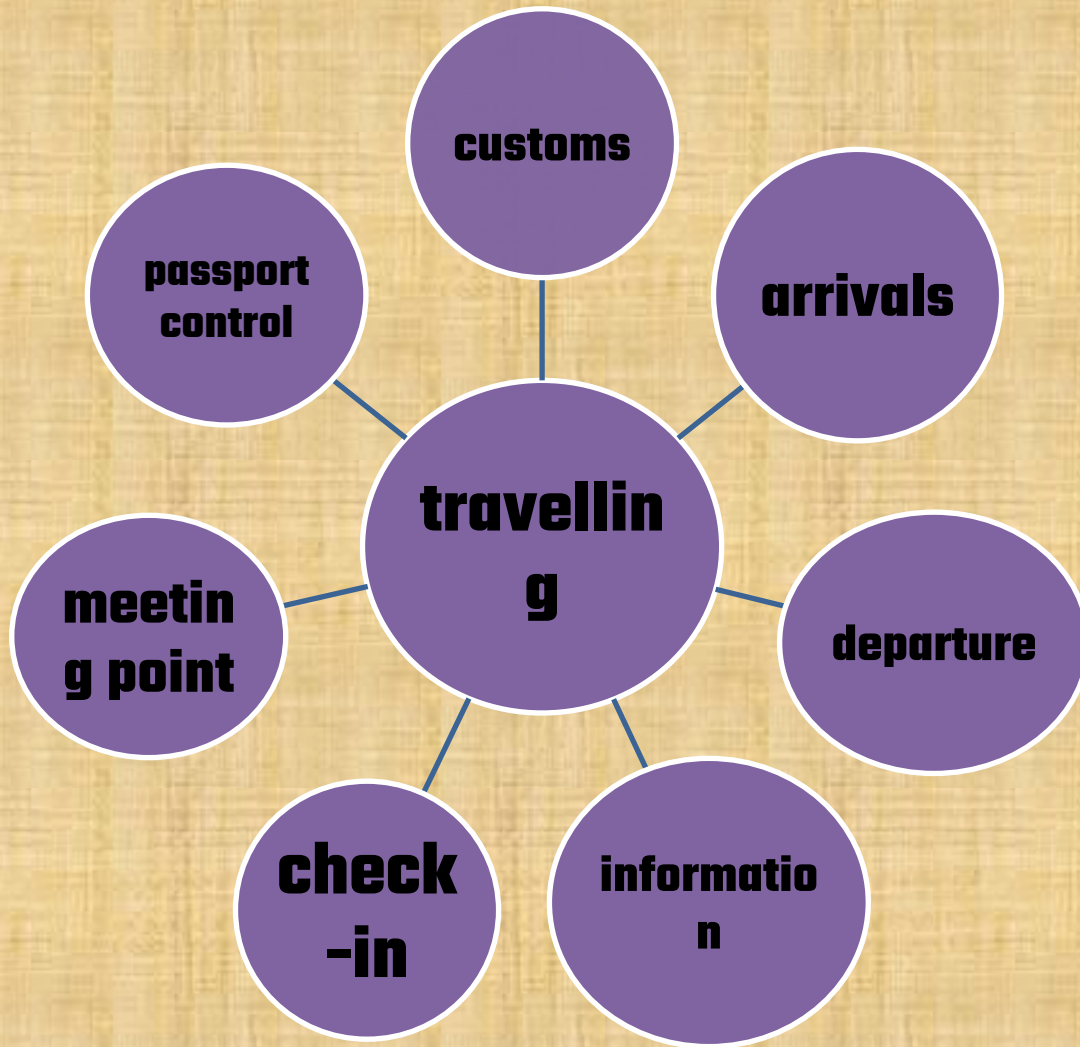 customs
passport
control
arrivals
travellin
g
meetin
g point
departure
check
-in
informatio
n